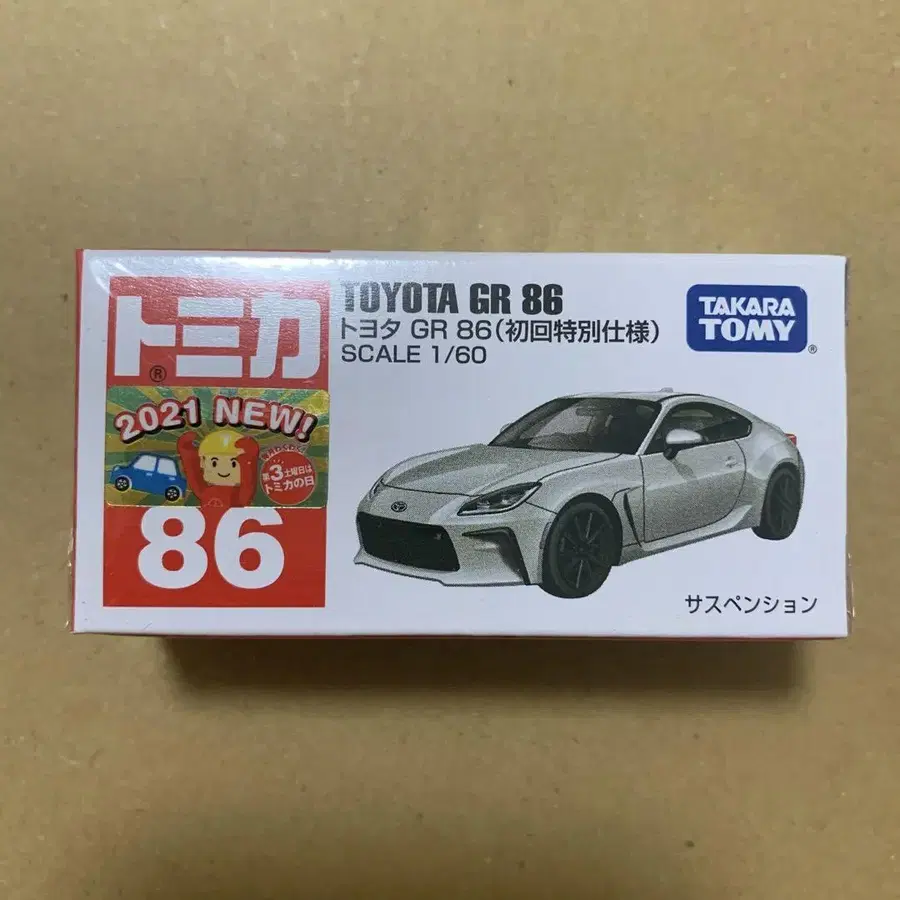 トミカ
®
2021 NEW!
第3土曜日は
トミカの日
86
TOYOTA GR 86
トヨタ GR 86(初回特別仕様)
SCALE 1/60
TAKARA
TOMY
®
サスペンション